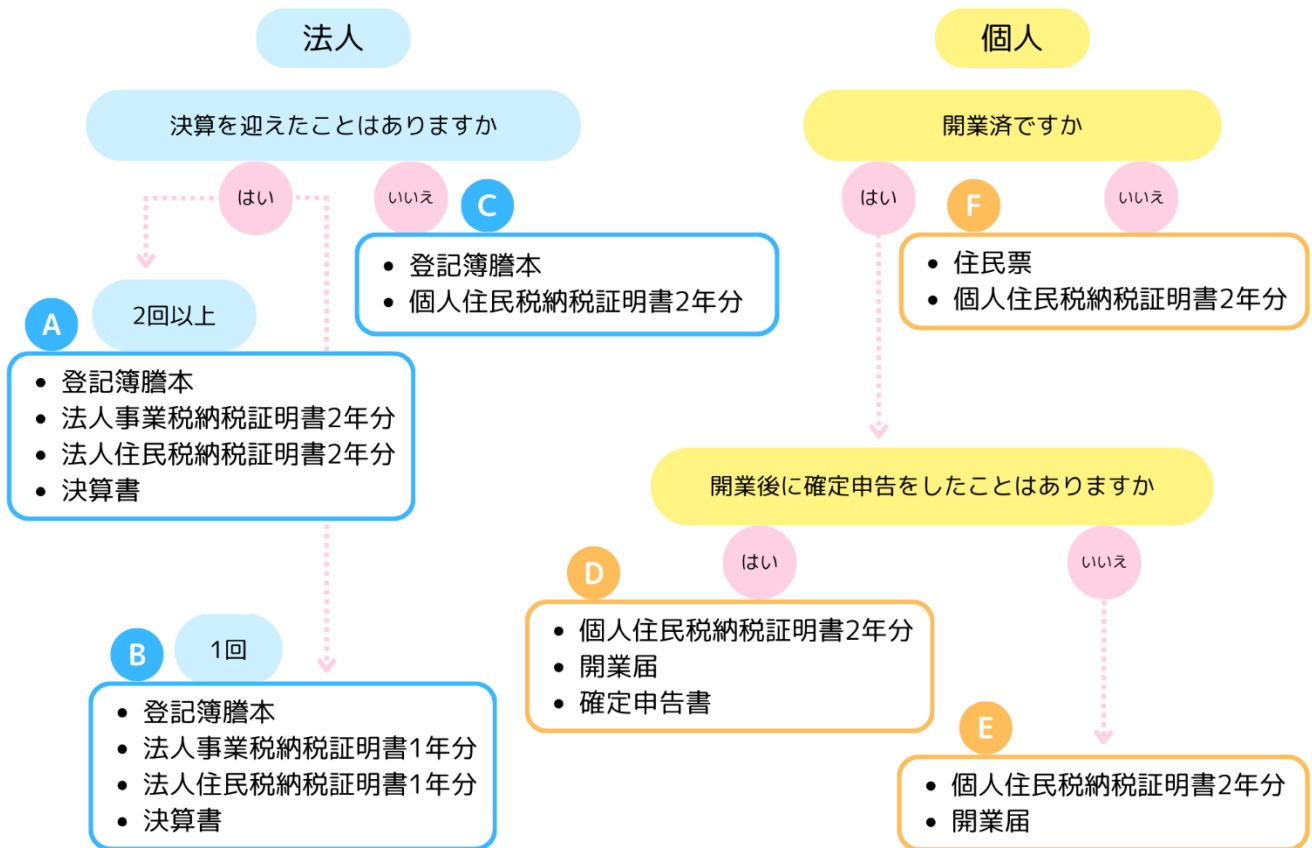 法人
決算を迎えたことはありますか
はい
いいえ
C
• 登記簿謄本
• 個人住民税納税証明書2年分
A
2回以上
• 登記簿謄本
• 法人事業税納税証明書2年分
• 法人住民税納税証明書2年分
• 決算書
B
1回
• 登記簿謄本
• 法人事業税納税証明書1年分
• 法人住民税納税証明書1年分
• 決算書
個人
開業済ですか
はい
いいえ
F
• 住民票
• 個人住民税納税証明書2年分
開業後に確定申告をしたことはありますか
はい
いいえ
D
• 個人住民税納税証明書2年分
• 開業届
• 確定申告書
E
• 個人住民税納税証明書2年分
• 開業届